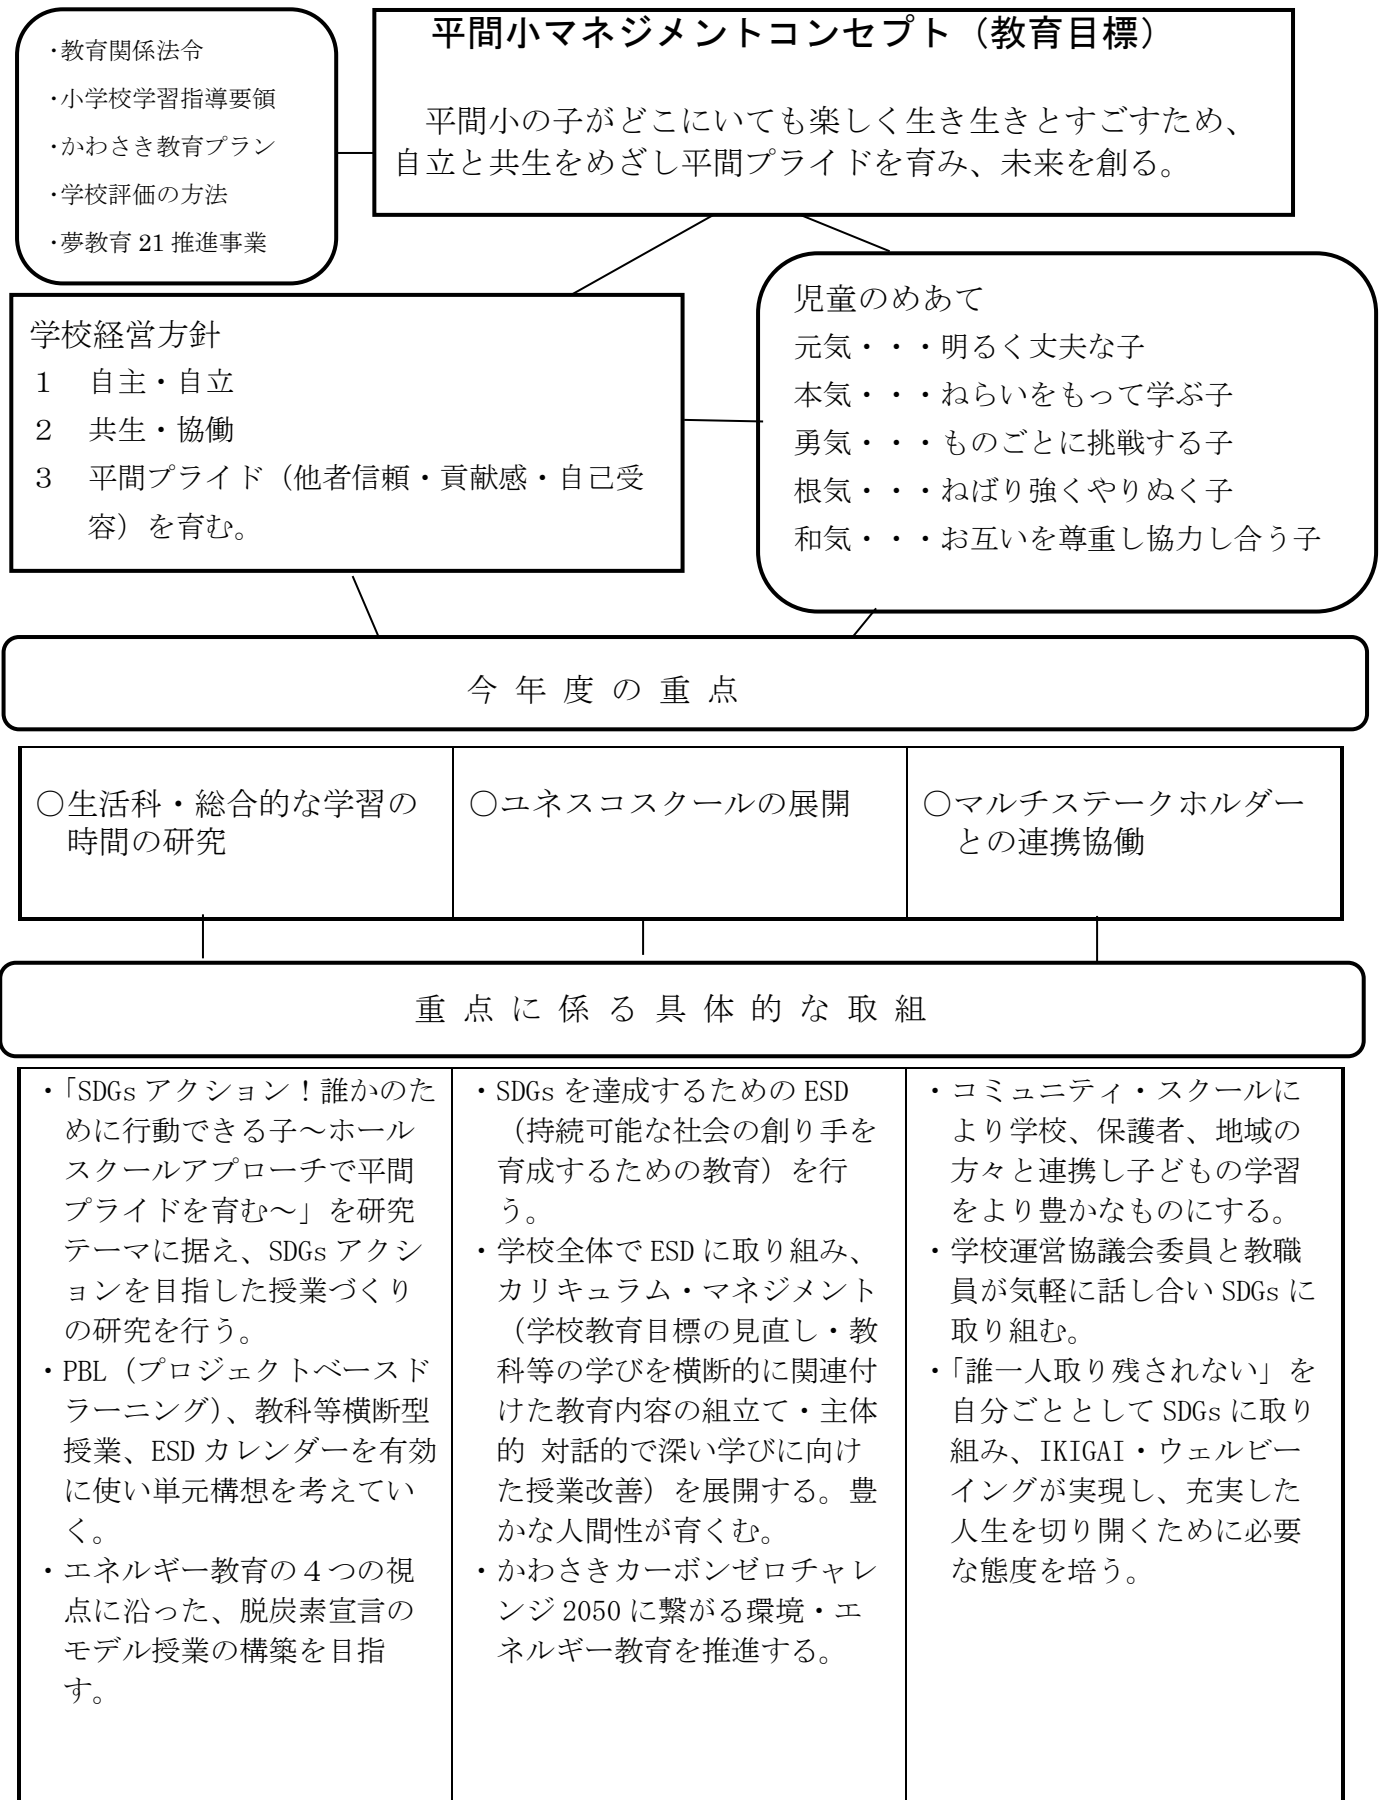 ・教育関係法令
・小学校学習指導要領
・かわさき教育プラン
・学校評価の方法
・夢教育 21 推進事業
平間小マネジメントコンセプト（教育目標）
平間小の子がどこにいても楽しく生き生きとすごすため、
自立と共生をめざし平間プライドを育み、未来を創る。
学校経営方針
１　自主・自立
２　共生・協働
３　平間プライド（他者信頼・貢献感・自己受
容）を育む。
児童のめあて
元気・・・明るく丈夫な子
本気・・・ねらいをもって学ぶ子
勇気・・・ものごとに挑戦する子
根気・・・ねばり強くやりぬく子
和気・・・お互いを尊重し協力し合う子
今 年 度 の 重 点
○生活科・総合的な学習の
時間の研究
○ユネスコスクールの展開
○マルチステークホルダー
との連携協働
重 点 に 係 る 具 体 的 な 取 組
・「SDGs アクション！誰かのた
めに行動できる子～ホール
スクールアプローチで平間
プライドを育む～」を研究
テーマに据え、SDGs アクシ
ョンを目指した授業づくり
の研究を行う。
・PBL（プロジェクトベースド
ラーニング）、教科等横断型
授業、ESD カレンダーを有効
に使い単元構想を考えてい
く。
・エネルギー教育の４つの視
点に沿った、脱炭素宣言の
モデル授業の構築を目指
す。
・SDGs を達成するための ESD
（持続可能な社会の創り手を
育成するための教育）を行
う。
・学校全体で ESD に取り組み、
カリキュラム・マネジメント
（学校教育目標の見直し・教
科等の学びを横断的に関連付
けた教育内容の組立て・主体
的 対話的で深い学びに向け
た授業改善）を展開する。豊
かな人間性が育くむ。
・かわさきカーボンゼロチャレ
ンジ 2050 に繋がる環境・エ
ネルギー教育を推進する。
・コミュニティ・スクールに
より学校、保護者、地域の
方々と連携し子どもの学習
をより豊かなものにする。
・学校運営協議会委員と教職
員が気軽に話し合い SDGs に
取り組む。
・「誰一人取り残されない」を
自分ごととして SDGs に取り
組み、IKIGAI・ウェルビー
イングが実現し、充実した
人生を切り開くために必要
な態度を培う。